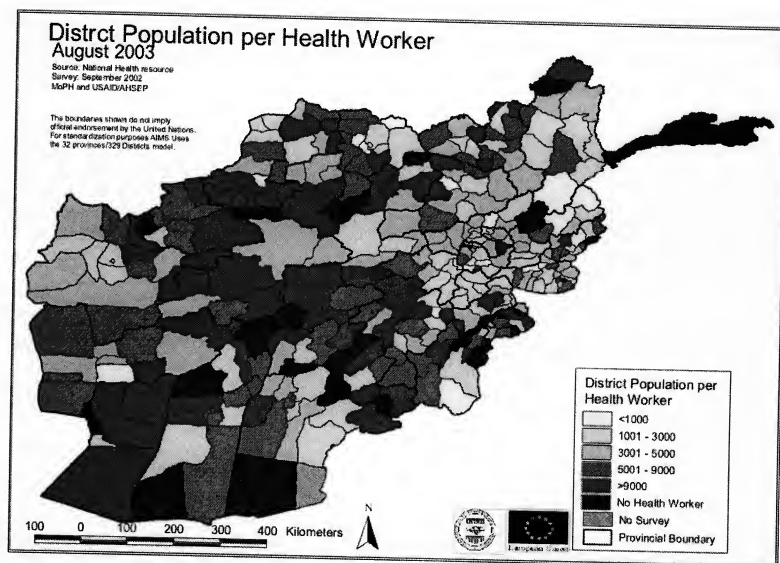 Distrct Population per Health Worker
August 2003
Source: National Health resource
Survey: September 2002
MoPH and USAID/AHSEP
The boundaries shown do not imply
official endorsement by the United Nations.
For standardization purposes AIMS Uses
the 32 provinces/329 Districts model.
District Population per
Health Worker
<1000
1001 - 3000
3001 - 5000
5001 - 9000
>9000
No Health Worker
No Survey
Provincial Boundary
100 0 100 200 300 400 Kilometers
N
European Union